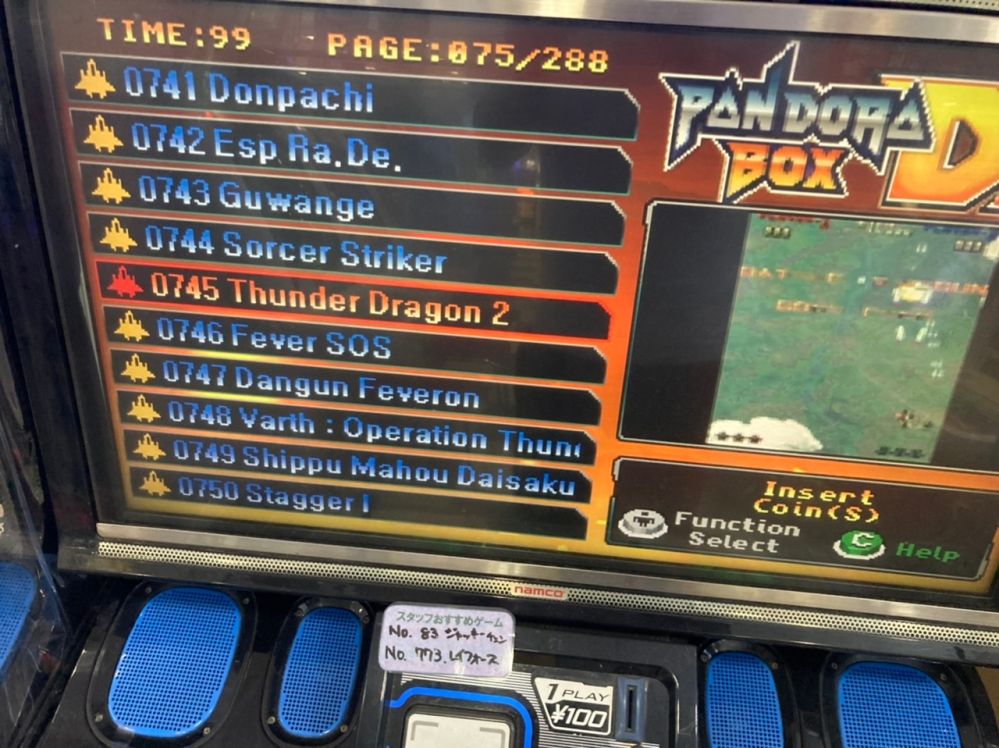 TIME:99 PAGE:075/288
0741 Donpachi
0742 Esp Ra.De.
0743 Guwange
0744 Sorcer Striker
0745 Thunder Dragon 2
0746 Fever SOS
0747 Dangun Feveron
0748 Varth : Operation Thun
0749 Shippu Mahou Daisaku
0750 Stagger I
PANDORA
BOX
D
Insert
Coin(S)
Function
Select
C Help
namco
スタッフおすすめゲーム
No. 83 ジャッキーチェン
No. 773. レイフォース
1 PLAY
¥100